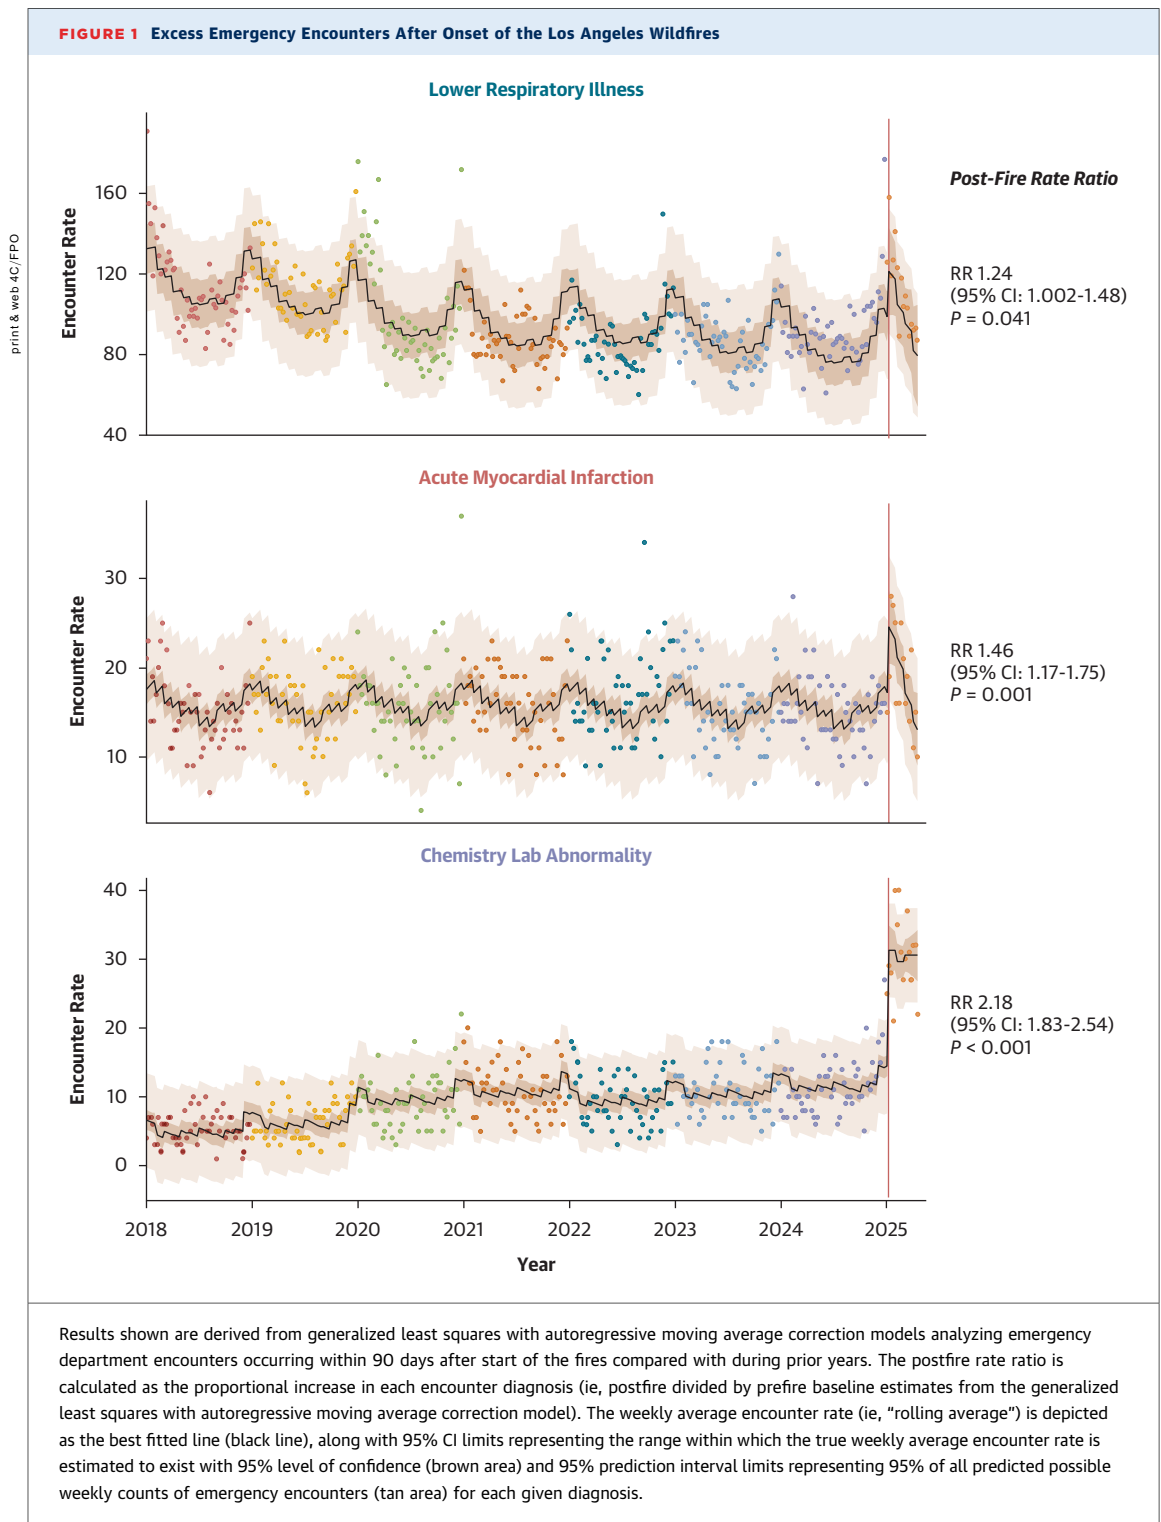 FIGURE 1 Excess Emergency Encounters After Onset of the Los Angeles Wildfires
print & web 4C/FPO
Lower Respiratory Illness
Encounter Rate
160
120
80
40
Post-Fire Rate Ratio
RR 1.24
(95% CI: 1.002-1.48)
P = 0.041
Acute Myocardial Infarction
Encounter Rate
30
20
10
RR 1.46
(95% CI: 1.17-1.75)
P = 0.001
Chemistry Lab Abnormality
Encounter Rate
40
30
20
10
0
RR 2.18
(95% CI: 1.83-2.54)
P < 0.001
2018 2019 2020 2021 2022 2023 2024 2025
Year
Results shown are derived from generalized least squares with autoregressive moving average correction models analyzing emergency
department encounters occurring within 90 days after start of the fires compared with during prior years. The postfire rate ratio is
calculated as the proportional increase in each encounter diagnosis (ie, postfire divided by prefire baseline estimates from the generalized
least squares with autoregressive moving average correction model). The weekly average encounter rate (ie, “rolling average”) is depicted
as the best fitted line (black line), along with 95% CI limits representing the range within which the true weekly average encounter rate is
estimated to exist with 95% level of confidence (brown area) and 95% prediction interval limits representing 95% of all predicted possible
weekly counts of emergency encounters (tan area) for each given diagnosis.